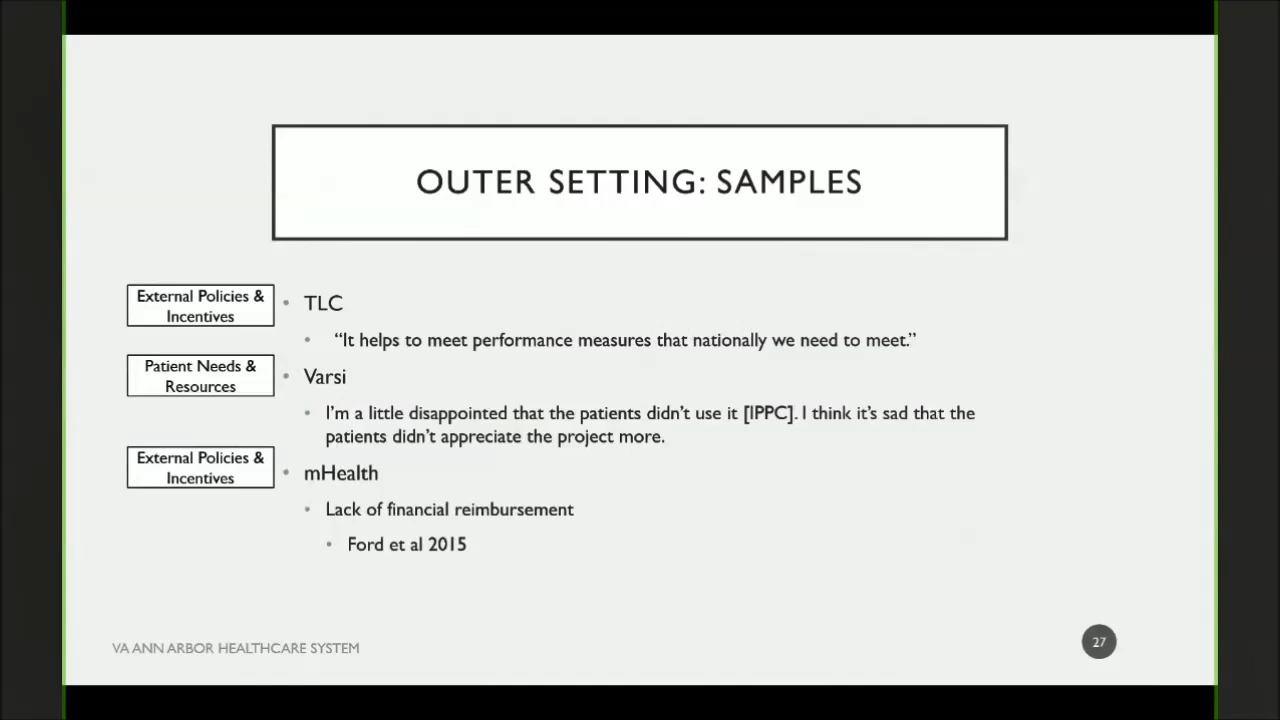 OUTER SETTING: SAMPLES
External Policies &
Incentives
• TLC
• “It helps to meet performance measures that nationally we need to meet.”
Patient Needs &
Resources
• Varsi
• I’m a little disappointed that the patients didn’t use it [IPPC]. I think it’s sad that the
patients didn’t appreciate the project more.
External Policies &
Incentives
• mHealth
• Lack of financial reimbursement
• Ford et al 2015
VA ANN ARBOR HEALTHCARE SYSTEM
27